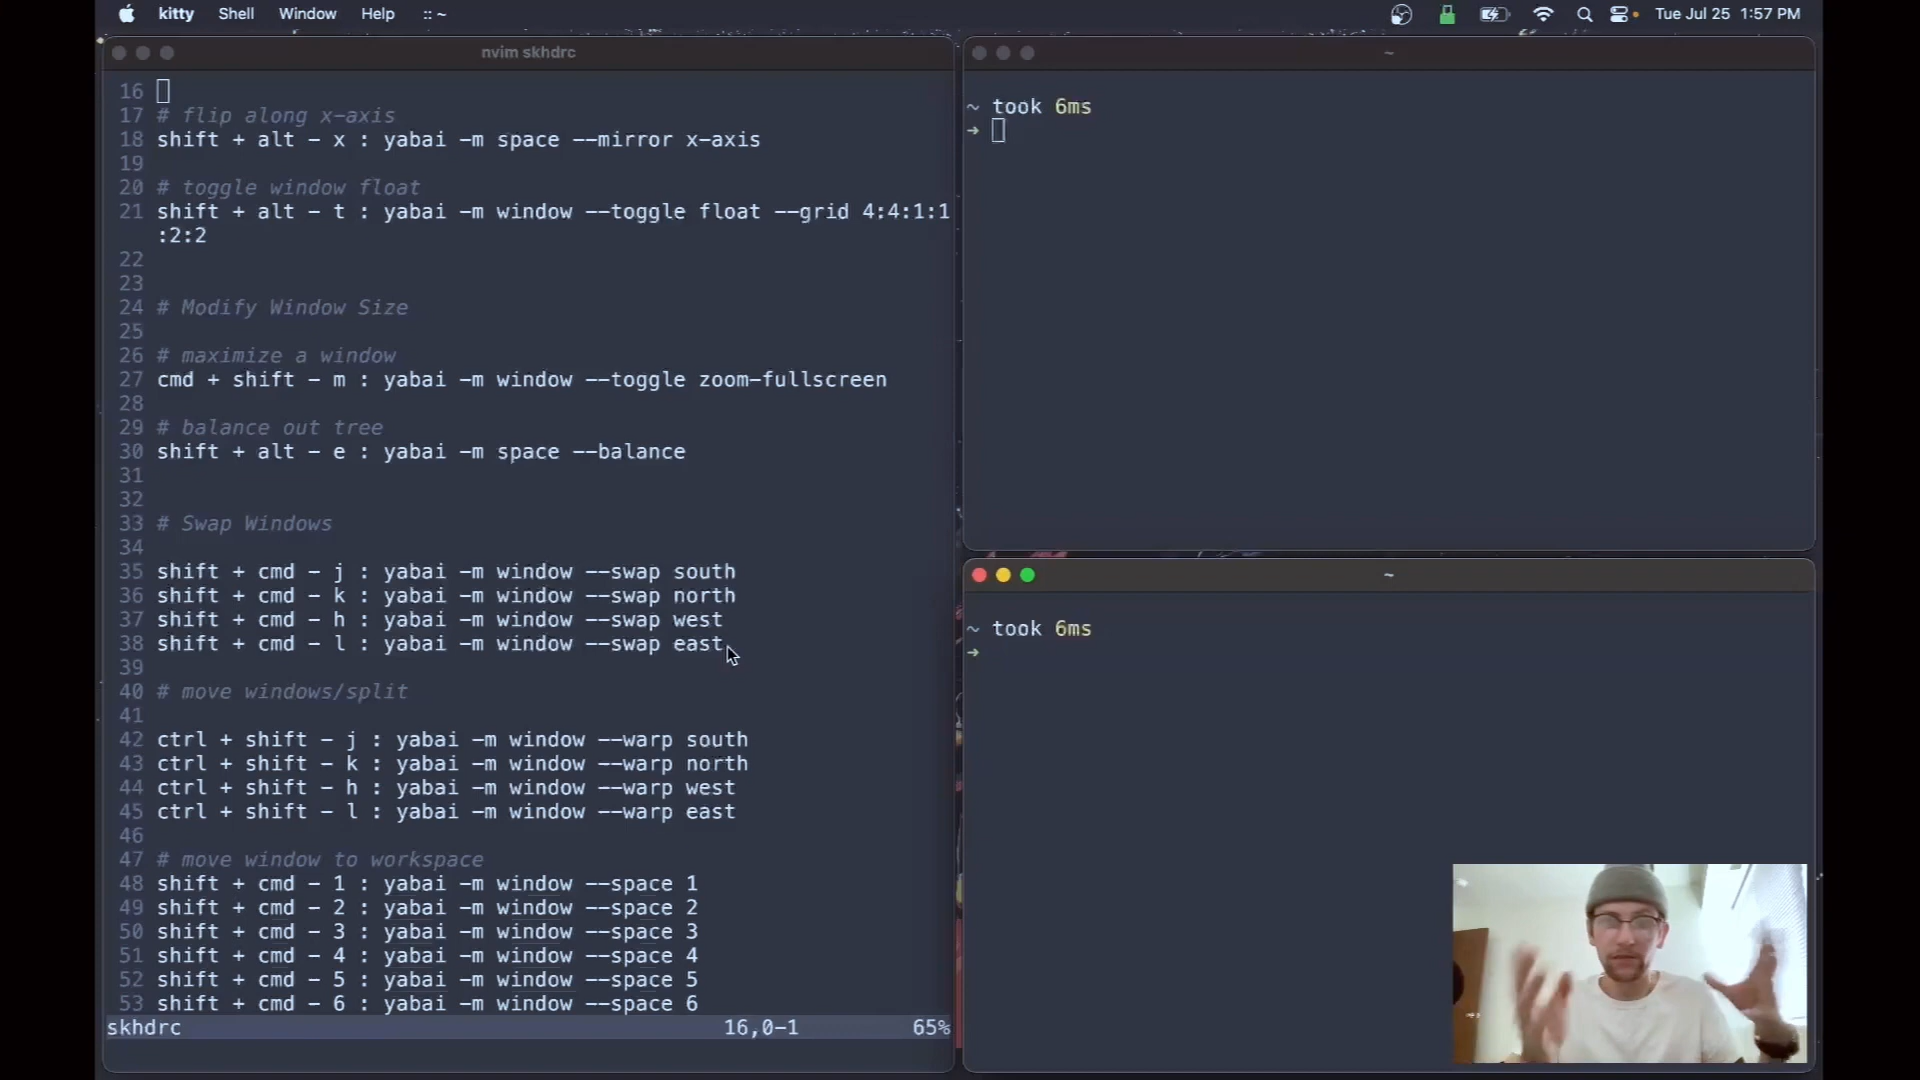 kitty Shell Window Help :: ~ Tue Jul 25 1:57 PM
nvim skhdrc
16
17 # flip along x-axis
18 shift + alt - x : yabai -m space --mirror x-axis
19
20 # toggle window float
21 shift + alt - t : yabai -m window --toggle float --grid 4:4:1:1
:2:2
22
23
24 # Modify Window Size
25
26 # maximize a window
27 cmd + shift - m : yabai -m window --toggle zoom-fullscreen
28
29 # balance out tree
30 shift + alt - e : yabai -m space --balance
31
32
33 # Swap Windows
34
35 shift + cmd - j : yabai -m window --swap south
36 shift + cmd - k : yabai -m window --swap north
37 shift + cmd - h : yabai -m window --swap west
38 shift + cmd - l : yabai -m window --swap east
39
40 # move windows/split
41
42 ctrl + shift - j : yabai -m window --warp south
43 ctrl + shift - k : yabai -m window --warp north
44 ctrl + shift - h : yabai -m window --warp west
45 ctrl + shift - l : yabai -m window --warp east
46
47 # move window to workspace
48 shift + cmd - 1 : yabai -m window --space 1
49 shift + cmd - 2 : yabai -m window --space 2
50 shift + cmd - 3 : yabai -m window --space 3
51 shift + cmd - 4 : yabai -m window --space 4
52 shift + cmd - 5 : yabai -m window --space 5
53 shift + cmd - 6 : yabai -m window --space 6
skhdrc 16,0-1 65%
~
~ took 6ms
➜
~
~ took 6ms
➜